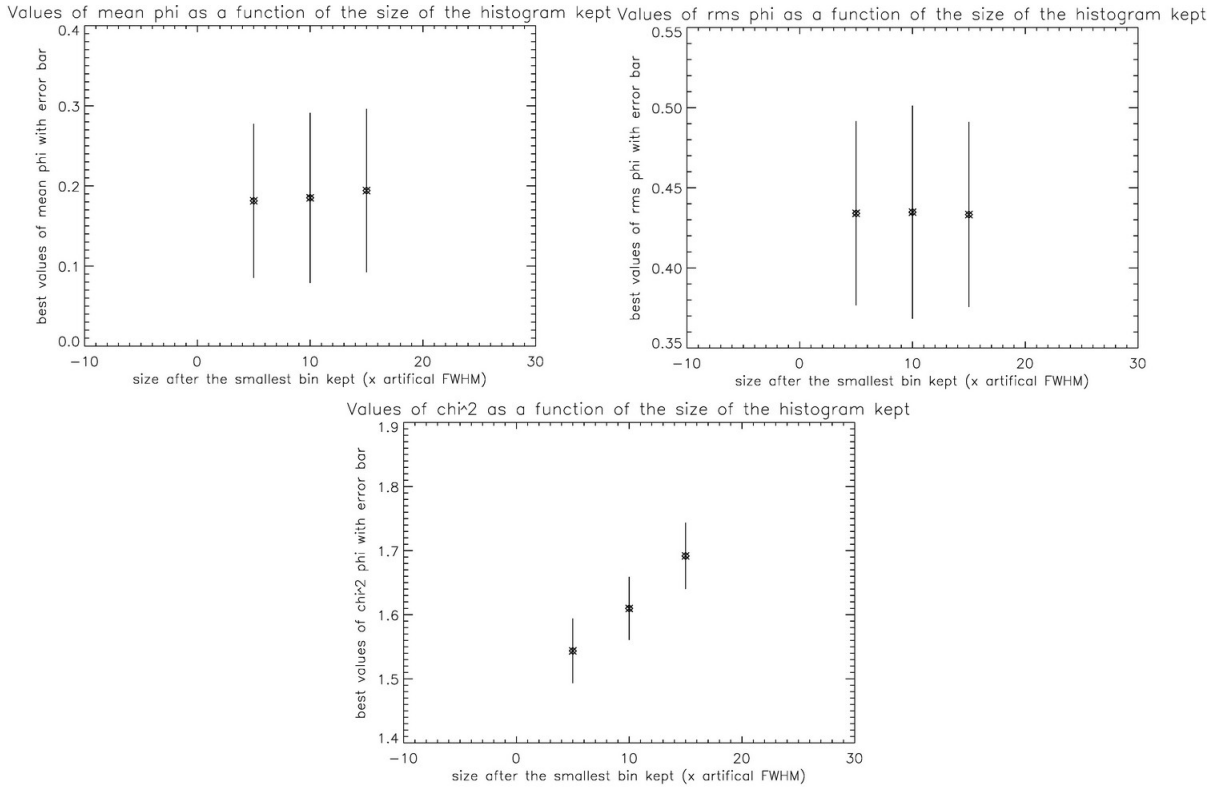 Values of mean phi as a function of the size of the histogram kept
best values of mean phi with error bar
0.4
0.3
0.2
0.1
0.0
−10 0 10 20 30
size after the smallest bin kept (x artifical FWHM)
Values of rms phi as a function of the size of the histogram kept
best values of rms phi with error bar
0.55
0.50
0.45
0.40
0.35
−10 0 10 20 30
size after the smallest bin kept (x artifical FWHM)
Values of chi^2 as a function of the size of the histogram kept
best values of chi^2 phi with error bar
1.9
1.8
1.7
1.6
1.5
1.4
−10 0 10 20 30
size after the smallest bin kept (x artifical FWHM)